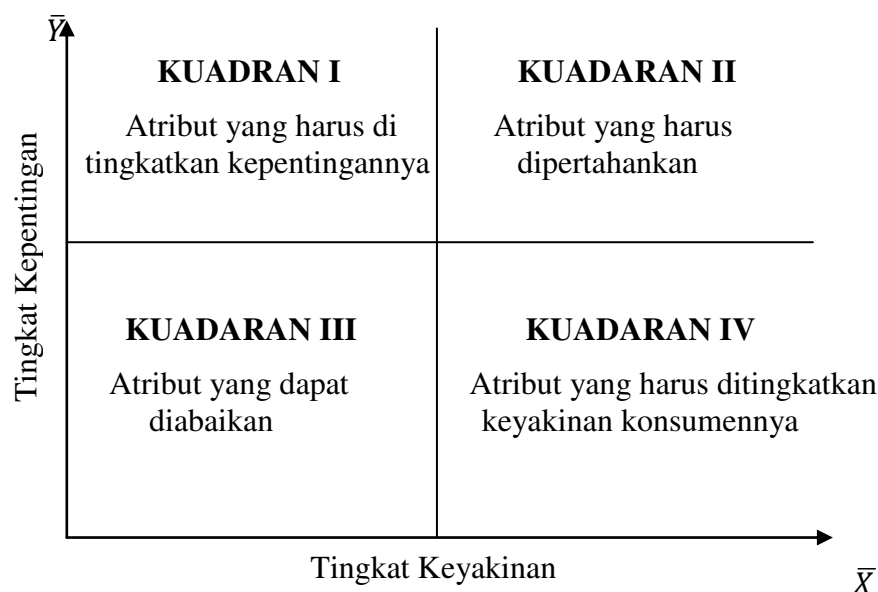 Y̅
KUADRAN I
Atribut yang harus di
tingkatkan kepentingannya
KUADARAN II
Atribut yang harus
dipertahankan
Tingkat Kepentingan
KUADARAN III
Atribut yang dapat
diabaikan
KUADARAN IV
Atribut yang harus ditingkatkan
keyakinan konsumennya
Tingkat Keyakinan
X̅